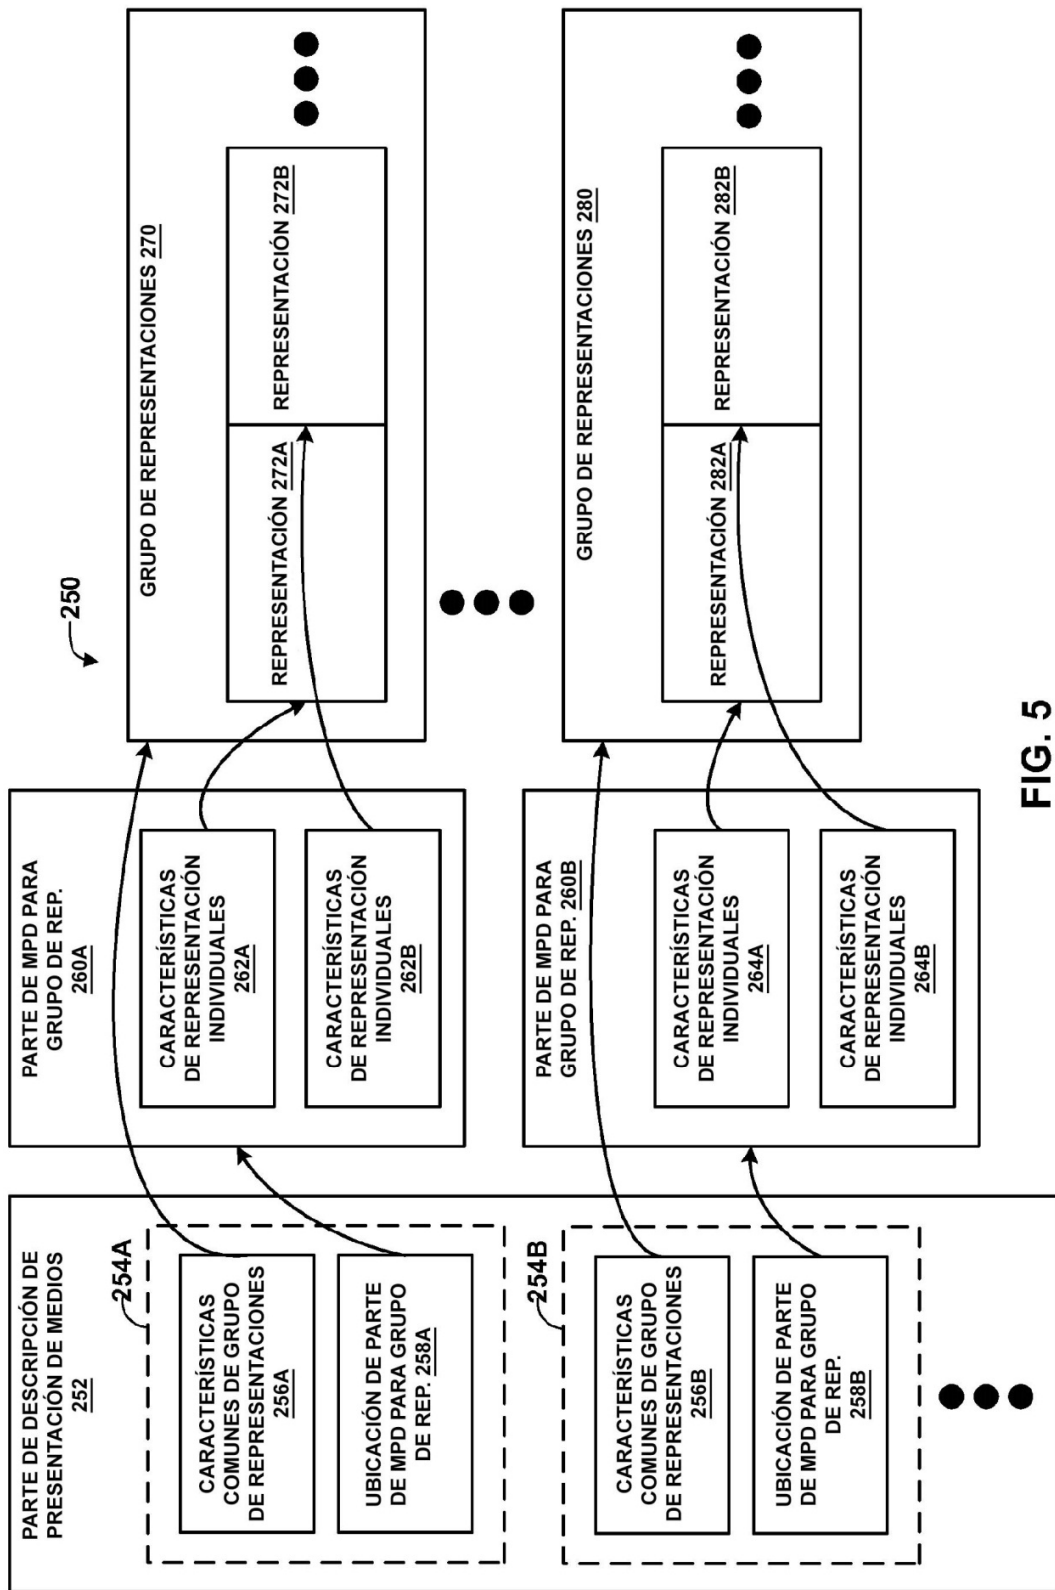 250
PARTE DE DESCRIPCIÓN DE
PRESENTACIÓN DE MEDIOS
252
254A
CARACTERÍSTICAS
COMUNES DE GRUPO
DE REPRESENTACIONES
256A
UBICACIÓN DE PARTE
DE MPD PARA GRUPO
DE REP. 258A
254B
CARACTERÍSTICAS
COMUNES DE GRUPO
DE REPRESENTACIONES
256B
UBICACIÓN DE PARTE
DE MPD PARA GRUPO
DE REP.
258B
PARTE DE MPD PARA
GRUPO DE REP.
260A
CARACTERÍSTICAS
DE REPRESENTACIÓN
INDIVIDUALES
262A
CARACTERÍSTICAS
DE REPRESENTACIÓN
INDIVIDUALES
262B
PARTE DE MPD PARA
GRUPO DE REP. 260B
CARACTERÍSTICAS
DE REPRESENTACIÓN
INDIVIDUALES
264A
CARACTERÍSTICAS
DE REPRESENTACIÓN
INDIVIDUALES
264B
GRUPO DE REPRESENTACIONES 270
REPRESENTACIÓN 272A
REPRESENTACIÓN 272B
GRUPO DE REPRESENTACIONES 280
REPRESENTACIÓN 282A
REPRESENTACIÓN 282B
FIG. 5